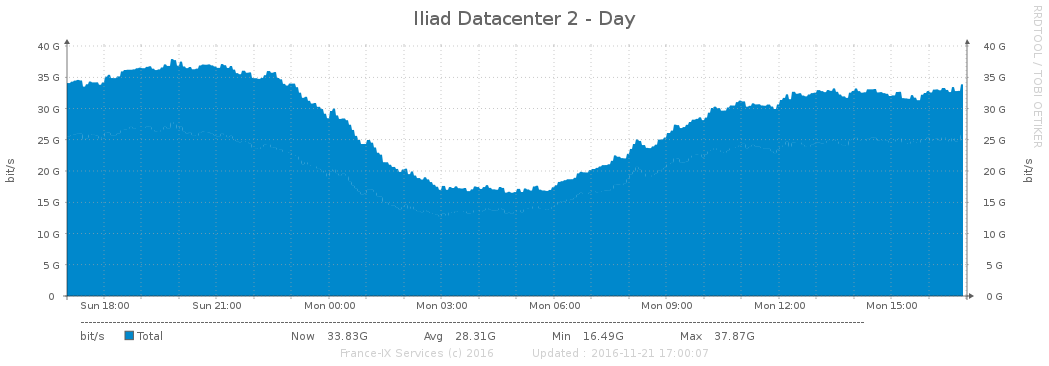 Iliad Datacenter 2 - Day
RRDTOOL / TOBI OETIKER
40 G 40 G
35 G 35 G
30 G 30 G
25 G 25 G
20 G 20 G
15 G 15 G
10 G 10 G
5 G 5 G
0 0 G
bit/s bit/s
Sun 18:00 Sun 21:00 Mon 00:00 Mon 03:00 Mon 06:00 Mon 09:00 Mon 12:00 Mon 15:00
bit/s Total Now 33.83G Avg 28.31G Min 16.49G Max 37.87G
France-IX Services (c) 2016 Updated : 2016-11-21 17:00:07